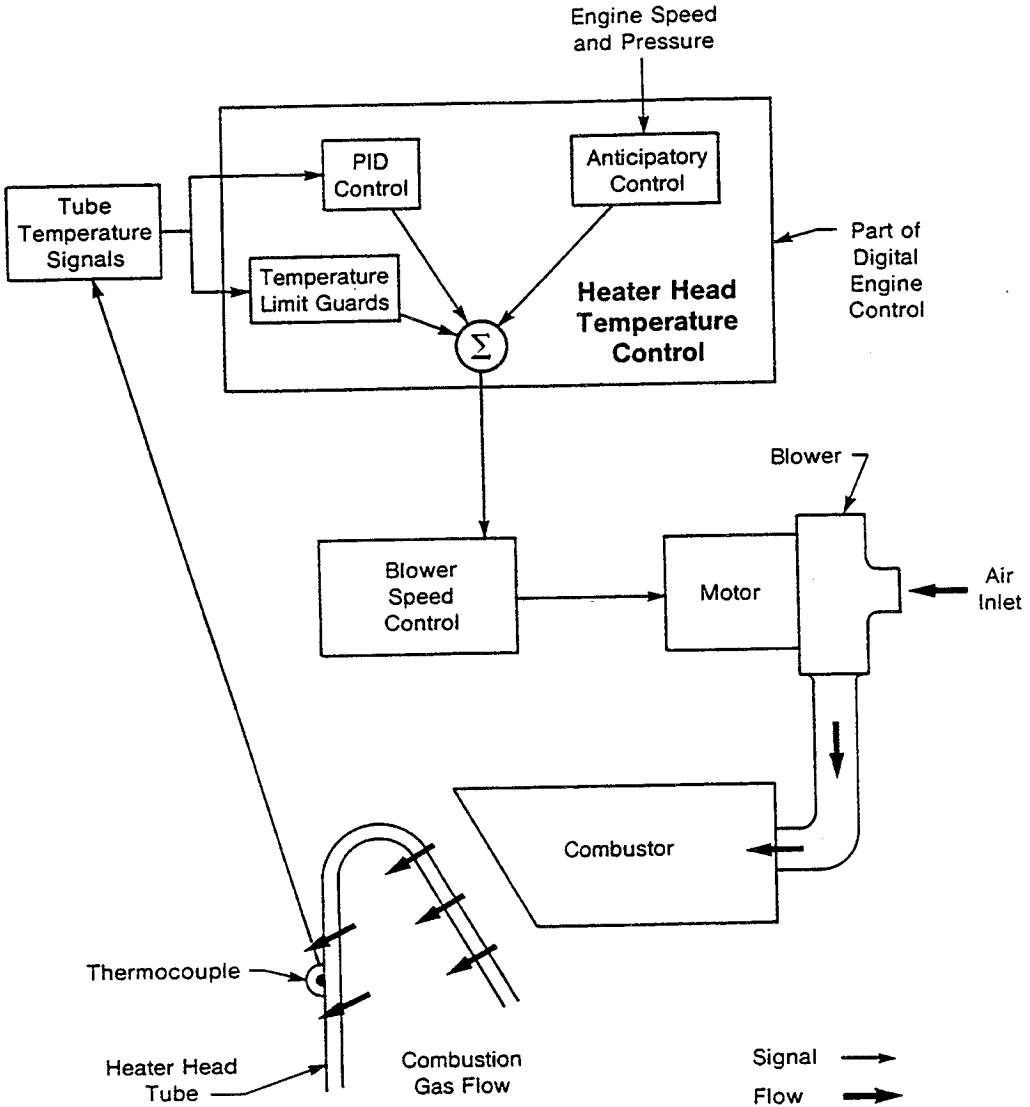 Engine Speed
and Pressure
PID
Control
Anticipatory
Control
Tube
Temperature
Signals
Temperature
Limit Guards
Heater Head
Temperature
Control
Part of
Digital
Engine
Control
Σ
Blower
Blower
Speed
Control
Motor
Air
Inlet
Combustor
Thermocouple
Heater Head
Tube
Combustion
Gas Flow
Signal
Flow